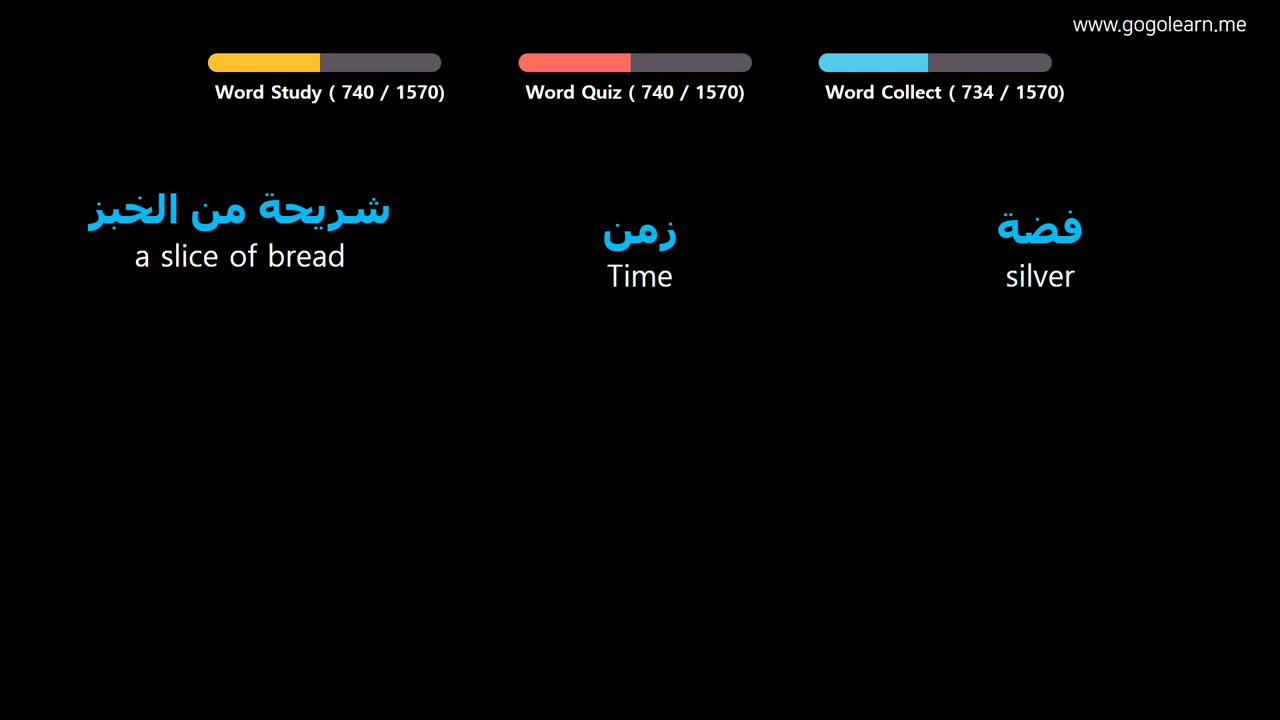 www.gogolearn.me
Word Study ( 740 / 1570)
Word Quiz ( 740 / 1570)
Word Collect ( 734 / 1570)
شريحة من الخبز
a slice of bread
زمن
Time
فضة
silver